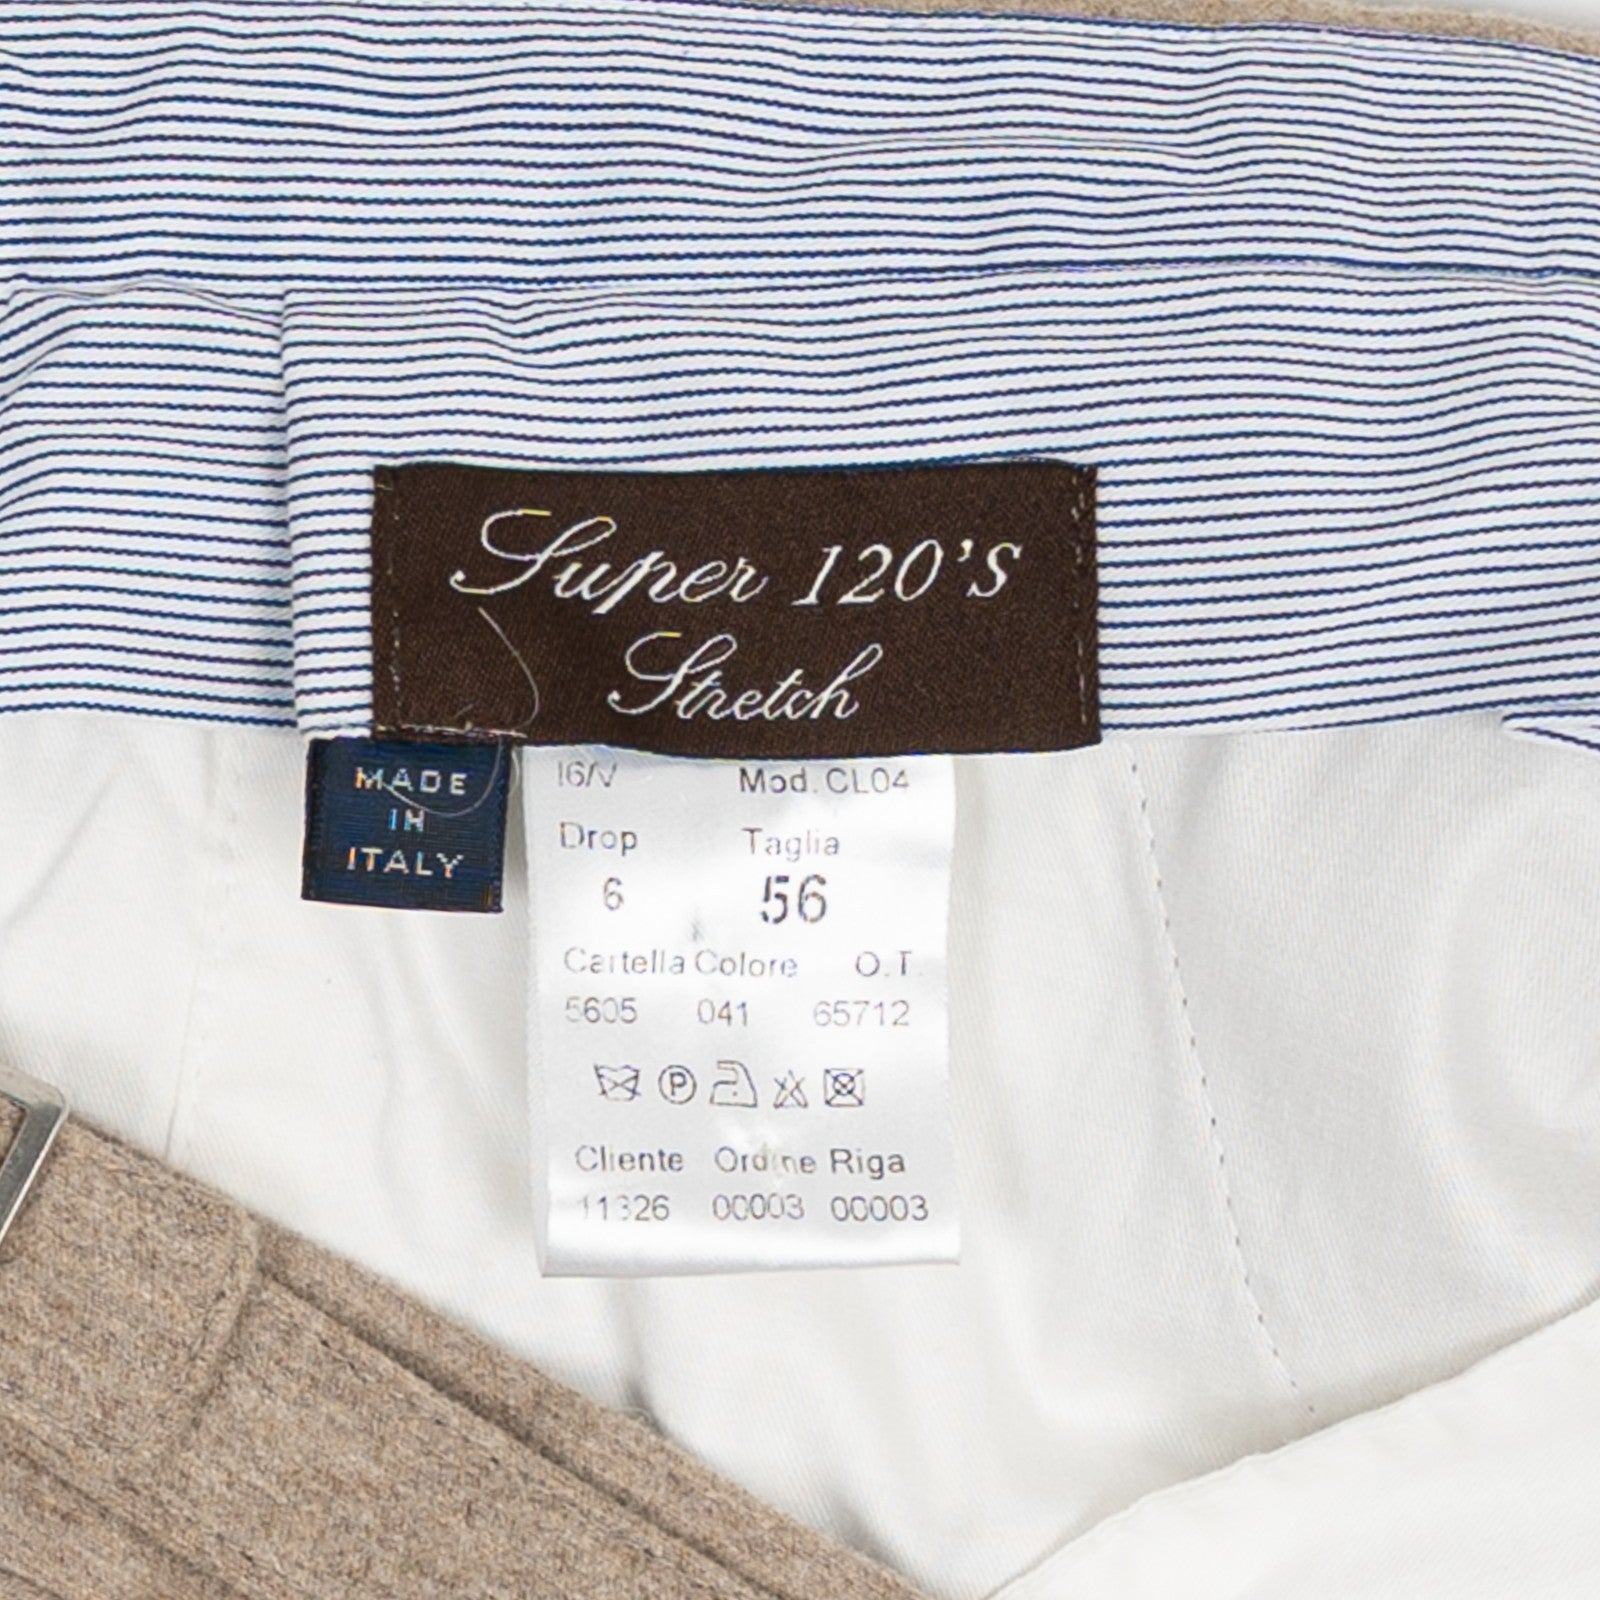 Super 120's
Stretch
MADE
IN
ITALY
16/V Mod. CL04
Drop Taglia
6 56
Cartella Colore O.T.
5605 041 65712
P
Cliente Ordine Riga
11326 00003 00003